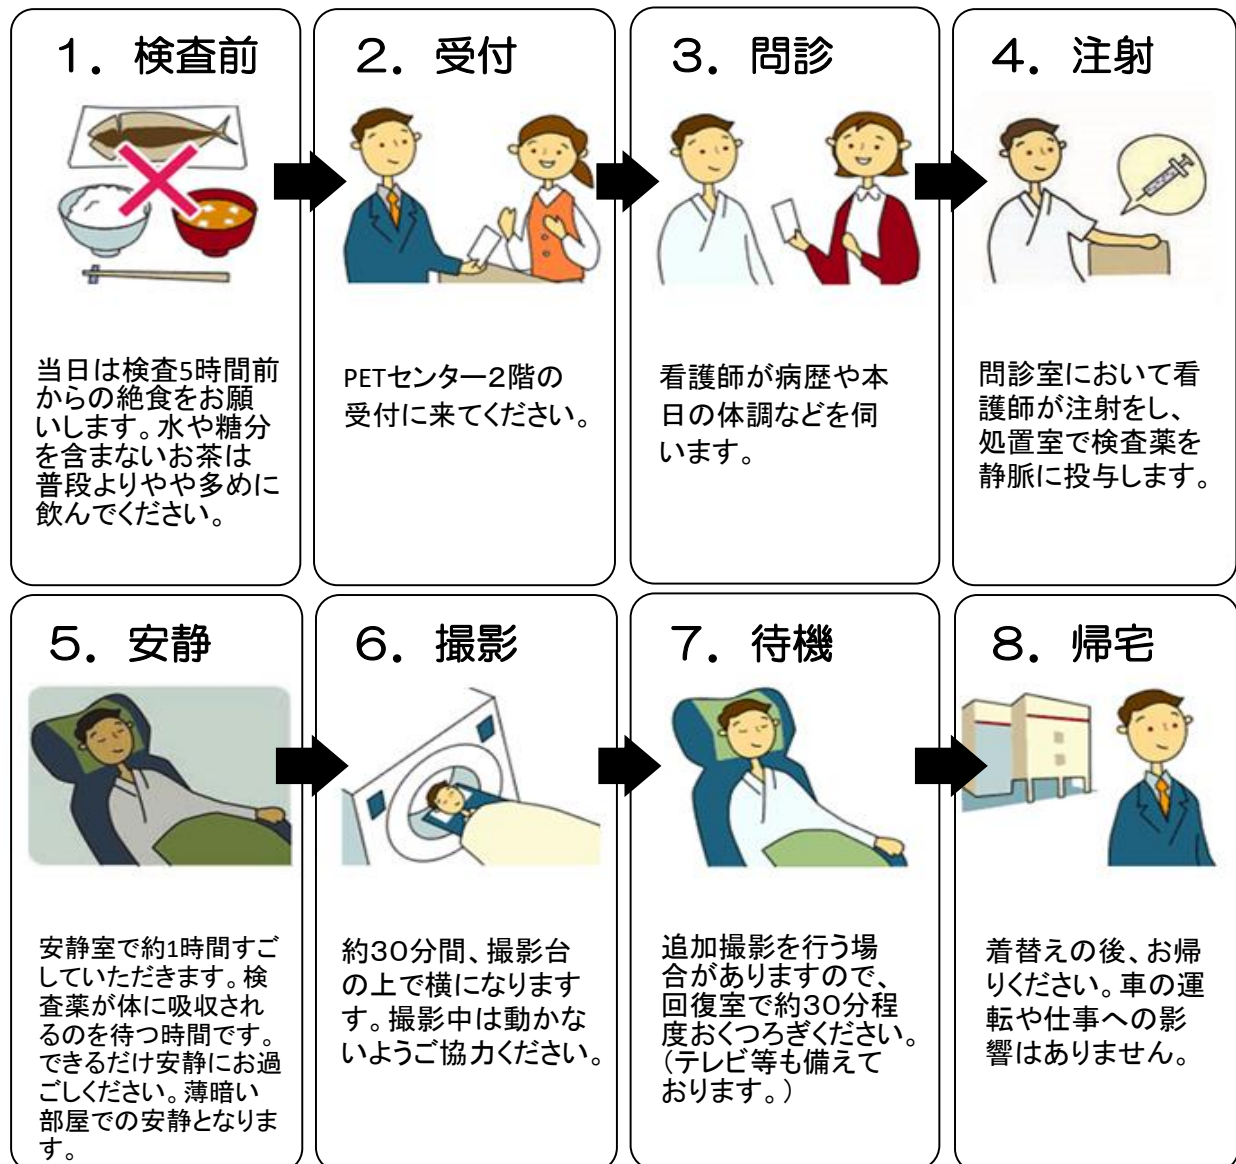 1. 検査前
当日は検査5時間前
からの絶食をお願
いします。水や糖分
を含まないお茶は
普段よりやや多めに
飲んでください。
2. 受付
PETセンター2階の
受付に来てください。
3. 問診
看護師が病歴や本
日の体調などを伺
います。
4. 注射
問診室において看
護師が注射をし、
処置室で検査薬を
静脈に投与します。
5. 安静
安静室で約1時間すご
していただきます。検
査薬が体に吸収され
るのを待つ時間です。
できるだけ安静にお過
ごしください。薄暗い
部屋での安静となりま
す。
6. 撮影
約30分間、撮影台
の上で横になります
す。撮影中は動かな
いようご協力ください。
7. 待機
追加撮影を行う場
合がありますので、
回復室で約30分程
度おくつろぎください。
(テレビ等も備えて
おります。)
8. 帰宅
着替えの後、お帰
りください。車の運
転や仕事への影
響はありません。